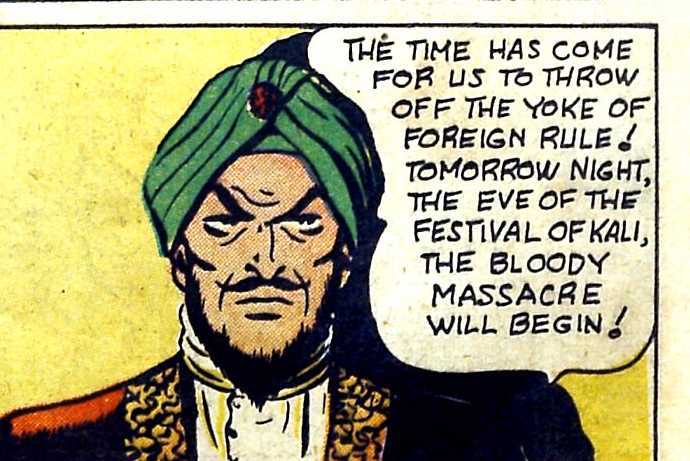 THE TIME HAS COME
FOR US TO THROW
OFF THE YOKE OF
FOREIGN RULE!
TOMORROW NIGHT,
THE EVE OF THE
FESTIVAL OF KALI,
THE BLOODY
MASSACRE
WILL BEGIN!